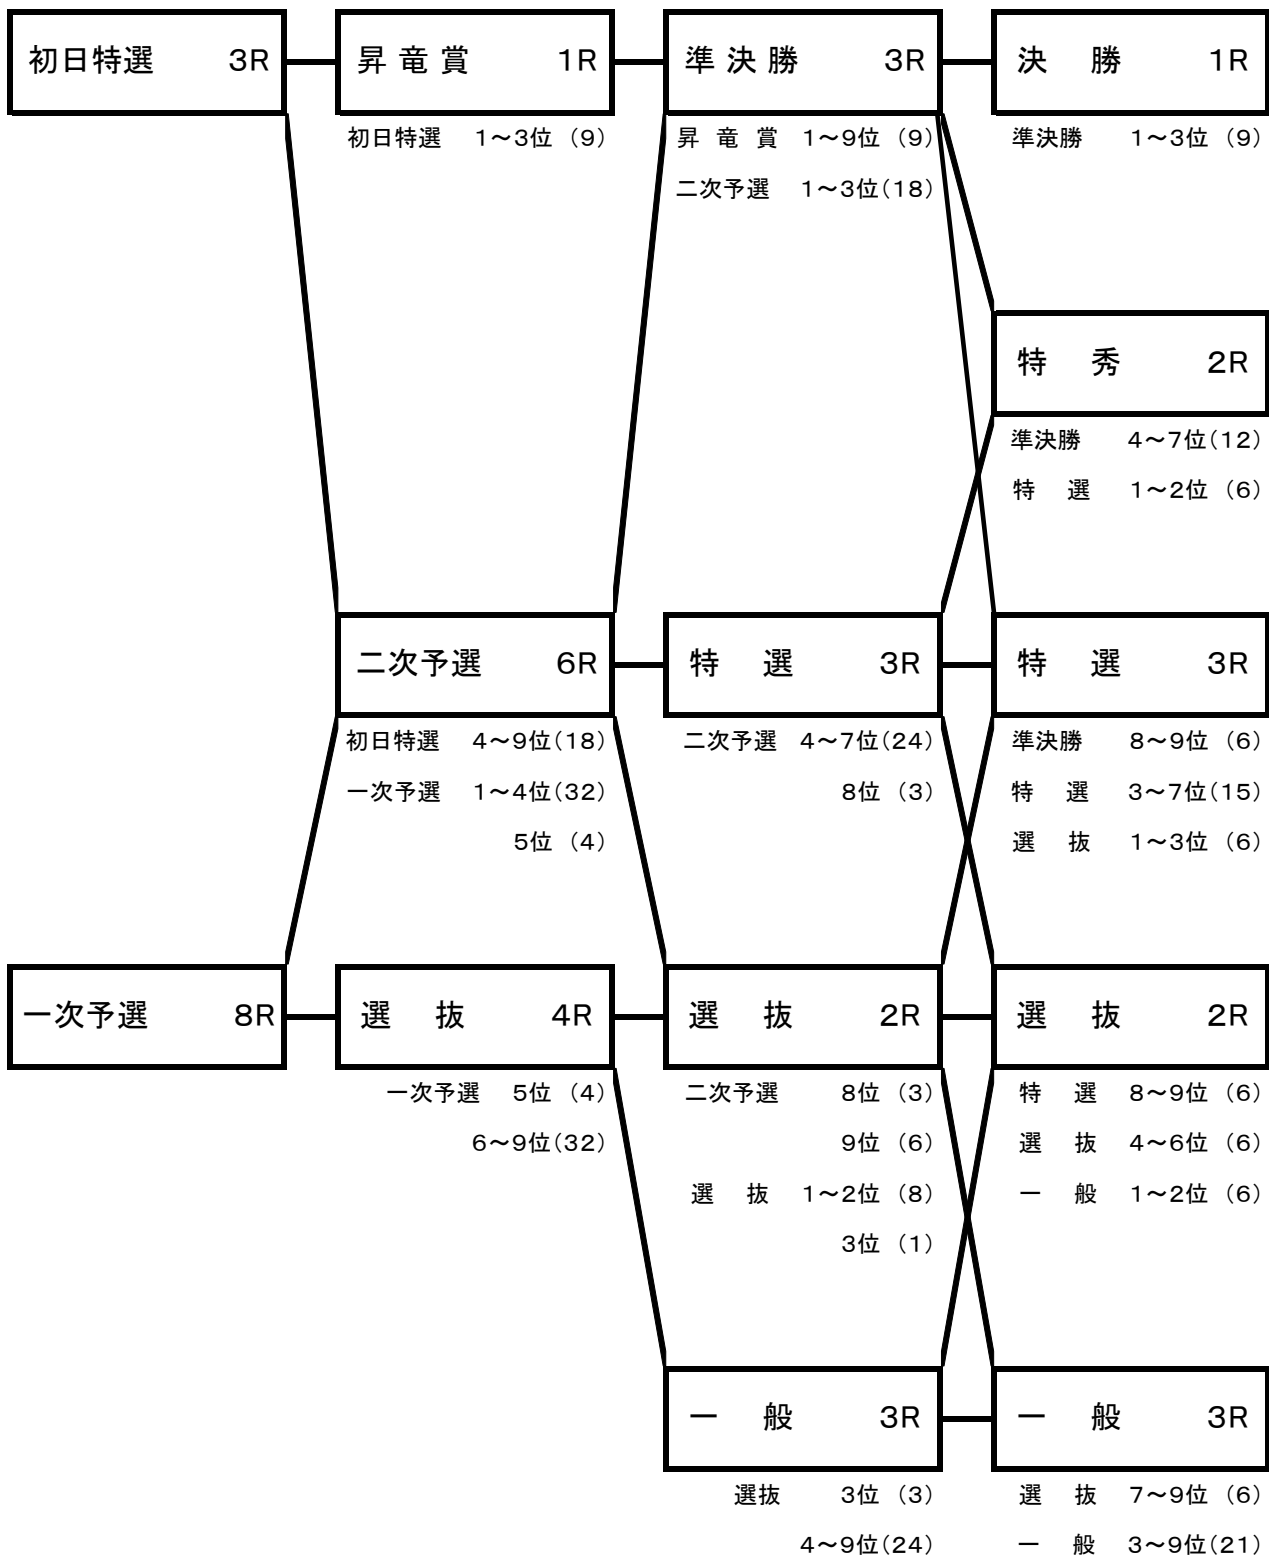 初日特選 3R
昇竜賞 1R
準決勝 3R
決勝 1R
初日特選 1～3位 (9)
昇竜賞 1～9位 (9)
準決勝 1～3位 (9)
二次予選 1～3位(18)
特秀 2R
準決勝 4～7位(12)
特選 1～2位 (6)
二次予選 6R
特選 3R
特選 3R
初日特選 4～9位(18)
二次予選 4～7位(24)
準決勝 8～9位 (6)
一次予選 1～4位(32)
8位 (3)
特選 3～7位(15)
5位 (4)
選抜 1～3位 (6)
一次予選 8R
選抜 4R
選抜 2R
選抜 2R
一次予選 5位 (4)
二次予選 8位 (3)
特選 8～9位 (6)
6～9位(32)
9位 (6)
選抜 4～6位 (6)
選抜 1～2位 (8)
一般 1～2位 (6)
3位 (1)
一般 3R
一般 3R
選抜 3位 (3)
選抜 7～9位 (6)
4～9位(24)
一般 3～9位(21)